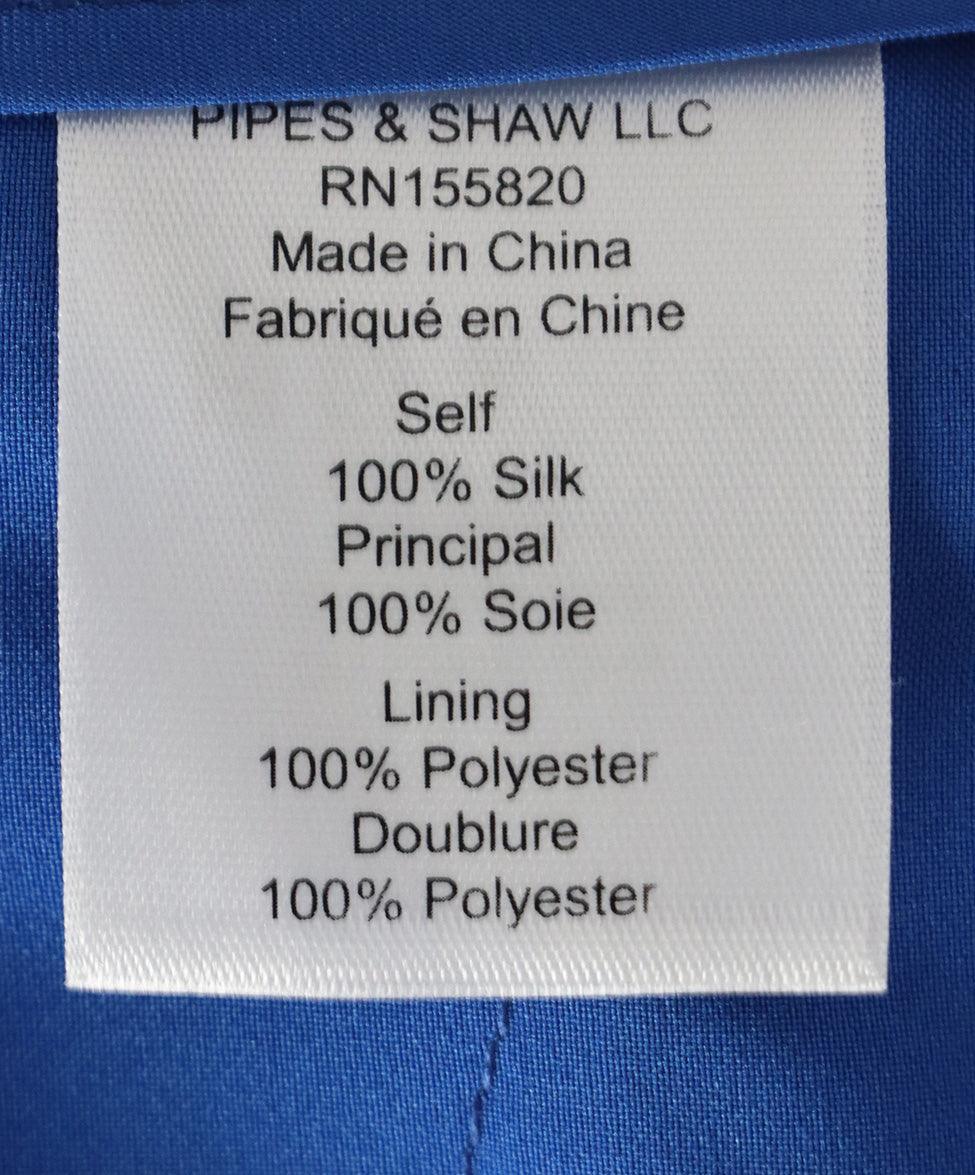 PIPES & SHAW LLC
RN155820
Made in China
Fabriqué en Chine
Self
100% Silk
Principal
100% Soie
Lining
100% Polyester
Doublure
100% Polyester